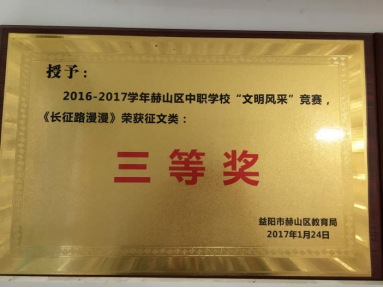 授予：
2016-2017学年赫山区中职学校“文明风采”竞赛，
《长征路漫漫》荣获征文类：
三等奖
益阳市赫山区教育局
2017年1月24日